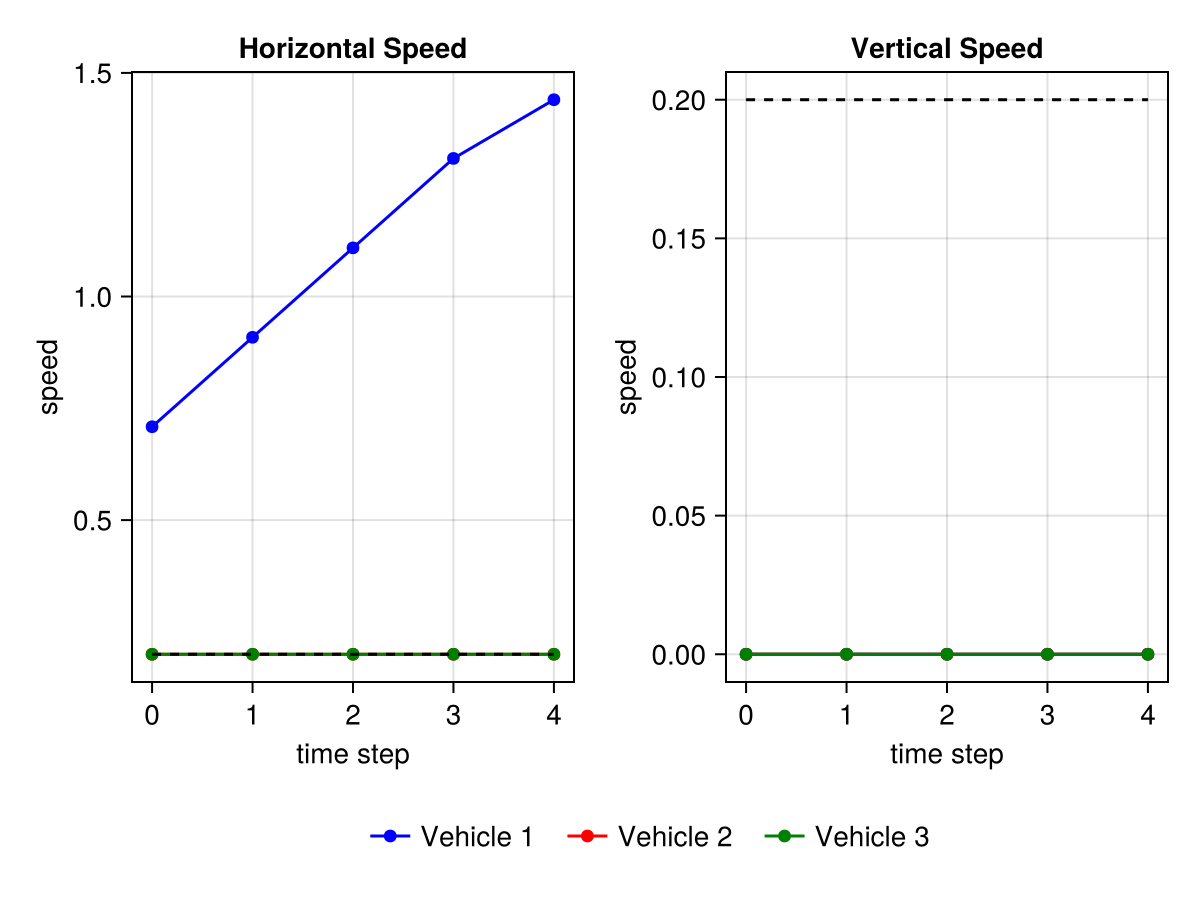 Horizontal Speed
1.5
1.0
0.5
speed
0 1 2 3 4
time step
Vertical Speed
0.20
0.15
0.10
0.05
0.00
speed
0 1 2 3 4
time step
Vehicle 1 Vehicle 2 Vehicle 3